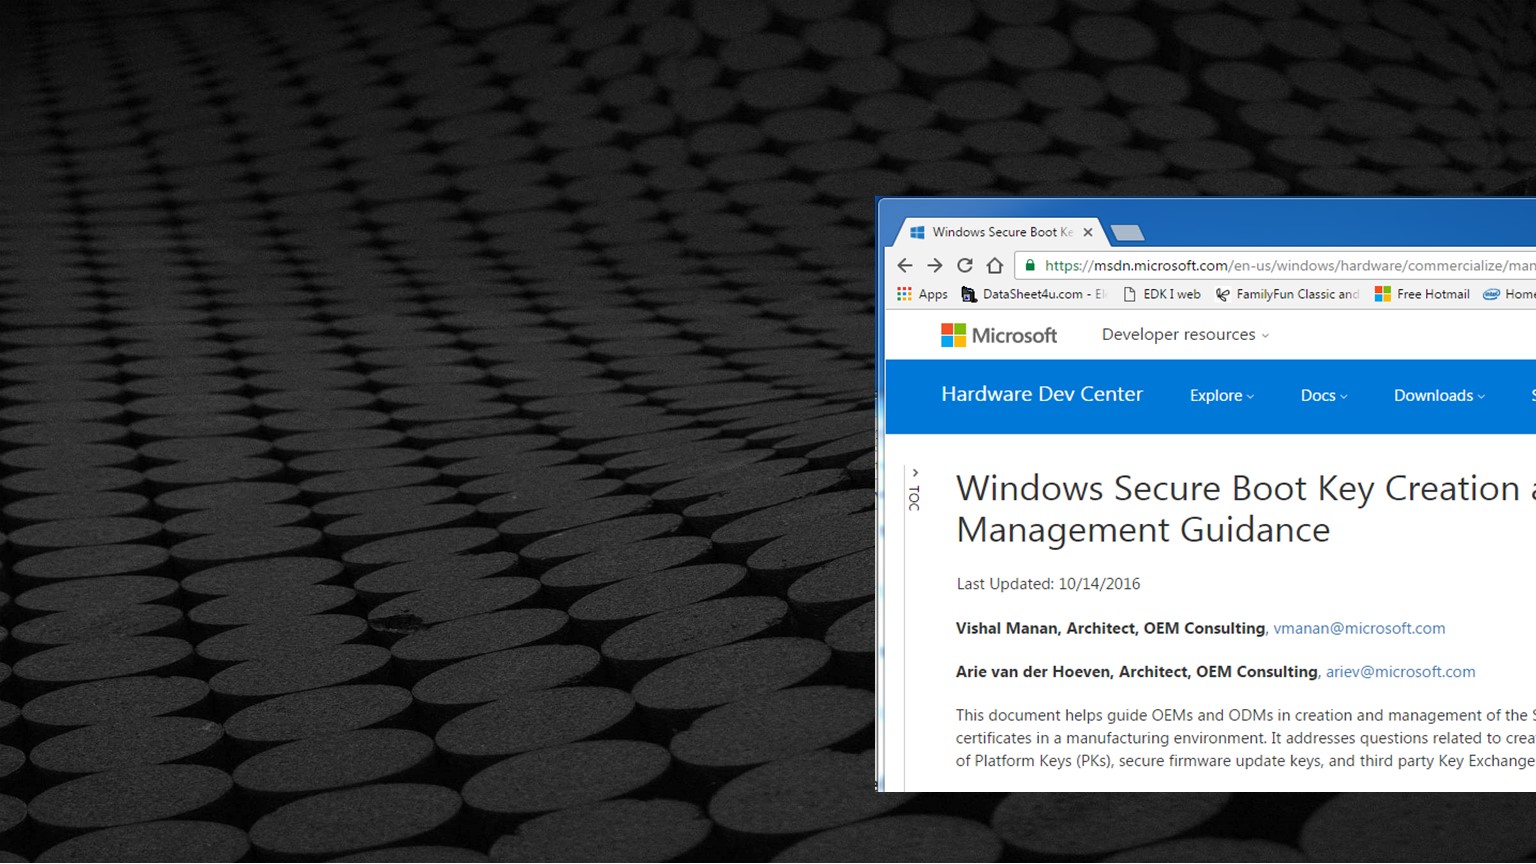 Windows Secure Boot Ke
https://msdn.microsoft.com/en-us/windows/hardware/commercialize/man
Apps DataSheet4u.com - El EDK I web FamilyFun Classic and Free Hotmail Home
Microsoft Developer resources
Hardware Dev Center Explore Docs Downloads
TOC
Windows Secure Boot Key Creation a
Management Guidance
Last Updated: 10/14/2016
Vishal Manan, Architect, OEM Consulting, vmanan@microsoft.com
Arie van der Hoeven, Architect, OEM Consulting, ariev@microsoft.com
This document helps guide OEMs and ODMs in creation and management of the S
certificates in a manufacturing environment. It addresses questions related to crea
of Platform Keys (PKs), secure firmware update keys, and third party Key Exchange